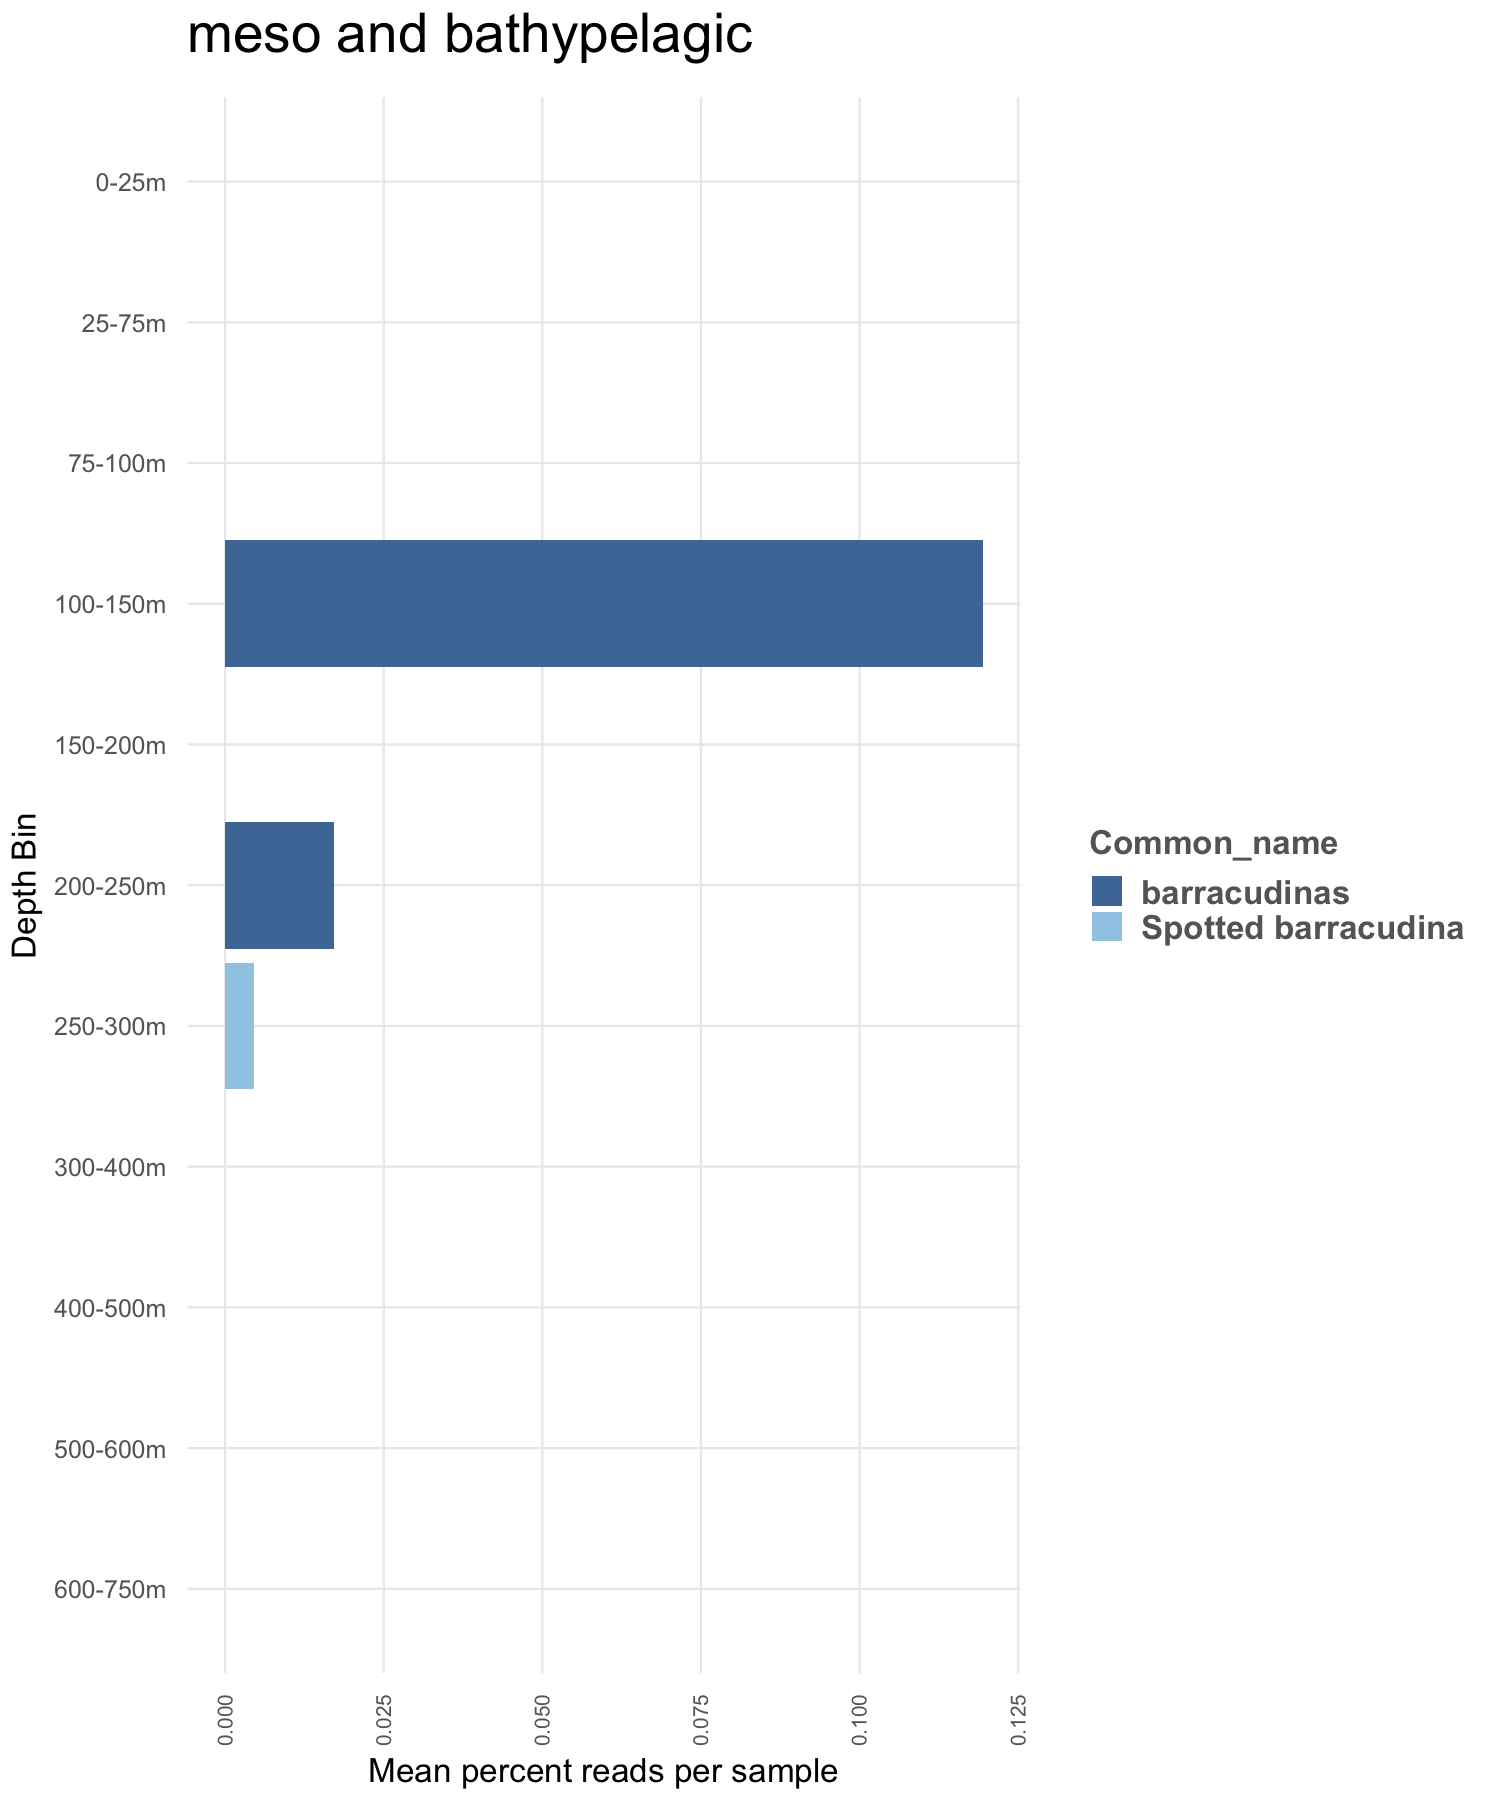 meso and bathypelagic
0-25m
25-75m
75-100m
100-150m
150-200m
200-250m
250-300m
300-400m
400-500m
500-600m
600-750m
Depth Bin
0.000
0.025
0.050
0.075
0.100
0.125
Mean percent reads per sample
Common_name
barracudinas
Spotted barracudina